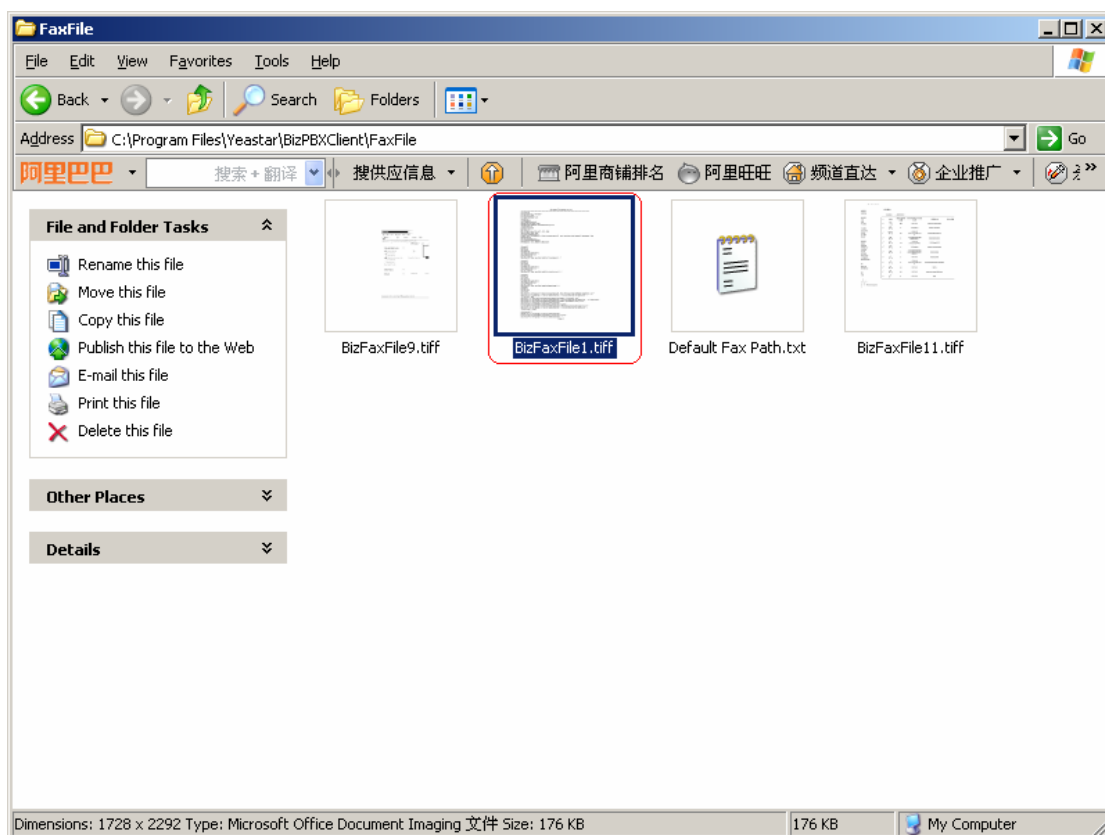 FaxFile
File Edit View Favorites Tools Help
Back Search Folders
Address C:\Program Files\Yeastar\BizPBXClient\FaxFile Go
阿里巴巴 搜索+翻译 搜供应信息 阿里商铺排名 阿里旺旺 频道直达 企业推广
File and Folder Tasks
Rename this file
Move this file
Copy this file
Publish this file to the Web
E-mail this file
Print this file
Delete this file
Other Places
Details
BizFaxFile9.tiff BizFaxFile1.tiff Default Fax Path.txt BizFaxFile11.tiff
Dimensions: 1728 x 2292 Type: Microsoft Office Document Imaging 文件 Size: 176 KB 176 KB My Computer